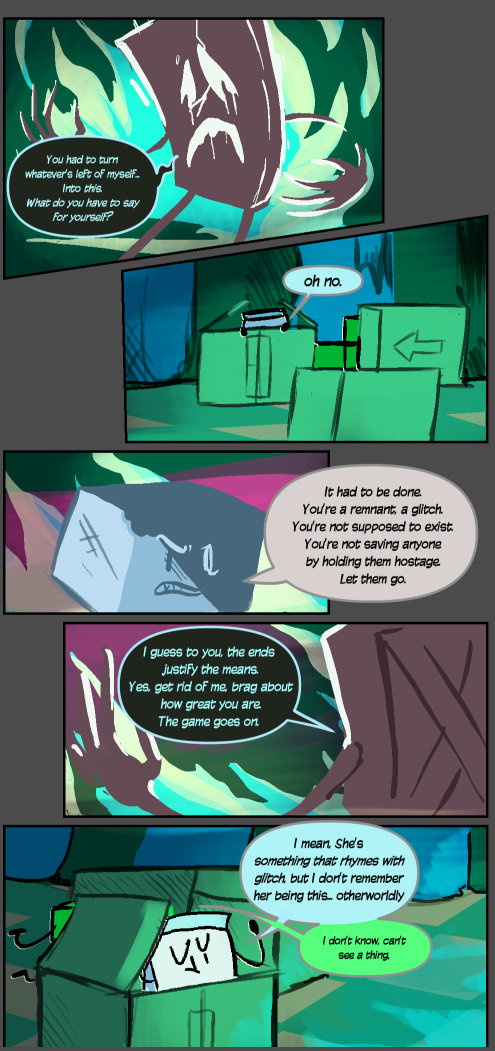 You had to turn
whatever's left of myself...
Into this.
What do you have to say
for yourself?
oh no.
It had to be done.
You're a remnant, a glitch.
You're not supposed to exist.
You're not saving anyone
by holding them hostage.
Let them go.
I guess to you, the ends
justify the means.
Yes, get rid of me, brag about
how great you are.
The game goes on.
I mean, She's
something that rhymes with
glitch, but I don't remember
her being this... otherworldly
I don't know, can't
see a thing.